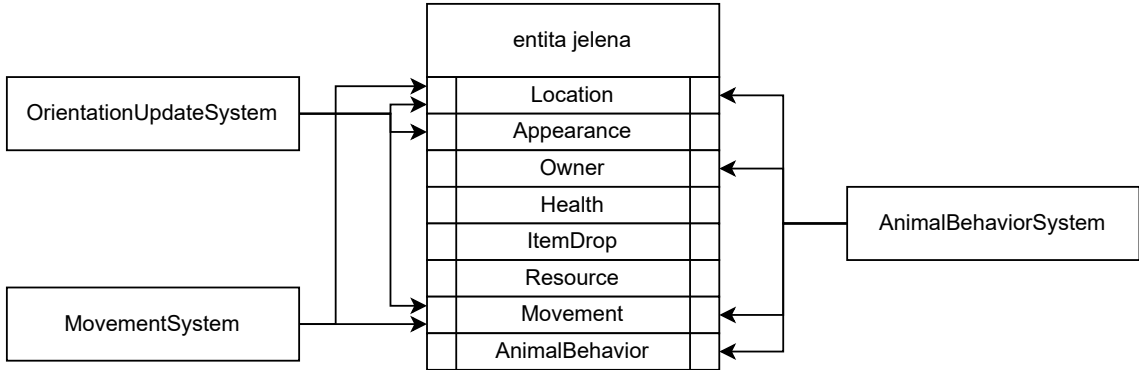 entita jelena
OrientationUpdateSystem
Location
Appearance
Owner
Health
ItemDrop
Resource
Movement
AnimalBehavior
MovementSystem
AnimalBehaviorSystem